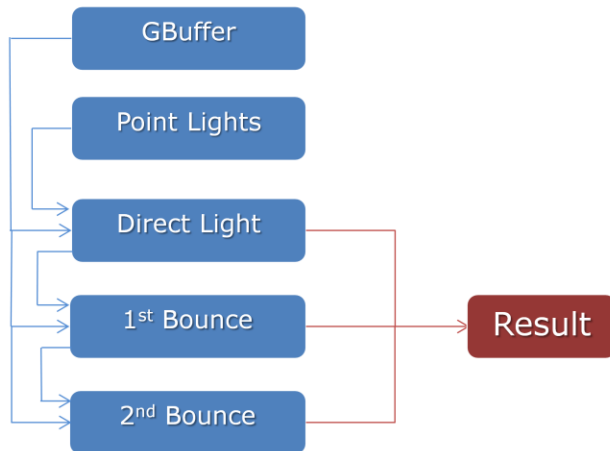 GBuffer
Point Lights
Direct Light
1st Bounce
Result
2nd Bounce